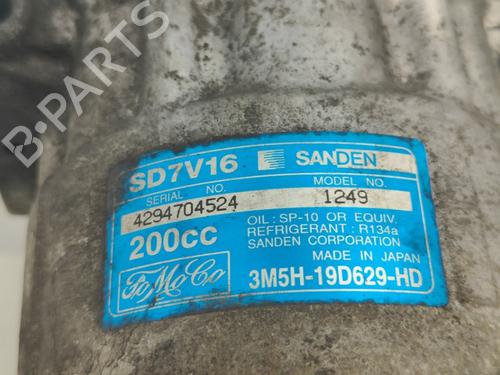 SD7V16 SANDEN
SERIAL NO. MODEL NO.
4294704524 1249
200cc
OIL : SP-10 OR EQUIV.
REFRIGERANT : R134a
SANDEN CORPORATION
MADE IN JAPAN
FoMoCo 3M5H-19D629-HD
B-PARTS